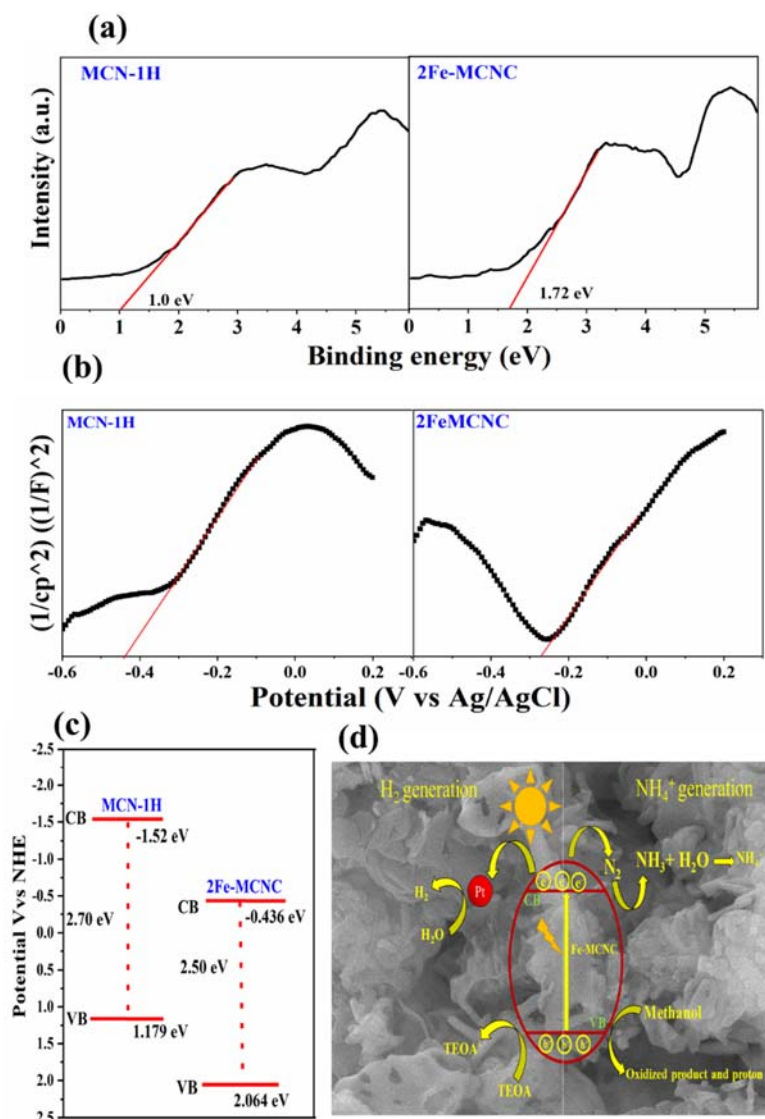 (a)
MCN-1H
2Fe-MCNC
Intensity (a.u.)
1.0 eV
1.72 eV
0 1 2 3 4 5 6 0 1 2 3 4 5
Binding energy (eV)
(b)
MCN-1H
2FeMCNC
(1/cp^2) ((1/F)^2)
-0.6 -0.4 -0.2 0.0 0.2 -0.6 -0.4 -0.2 0.0 0.2
Potential (V vs Ag/AgCl)
(c)
Potential V vs NHE
-2.5
-2.0
-1.5
-1.0
-0.5
0.0
0.5
1.0
1.5
2.0
2.5
MCN-1H
CB
-1.52 eV
2Fe-MCNC
CB
-0.436 eV
2.70 eV
2.50 eV
VB
1.179 eV
VB
2.064 eV
(d)
H2 generation
NH4+ generation
N2
NH3 + H2O
Pt
e- e- e-
CB
H2
H2O
Fe-MCNC
VB
Methanol
TEOA
h+ h+ h+
TEOA
Oxidized product and proton